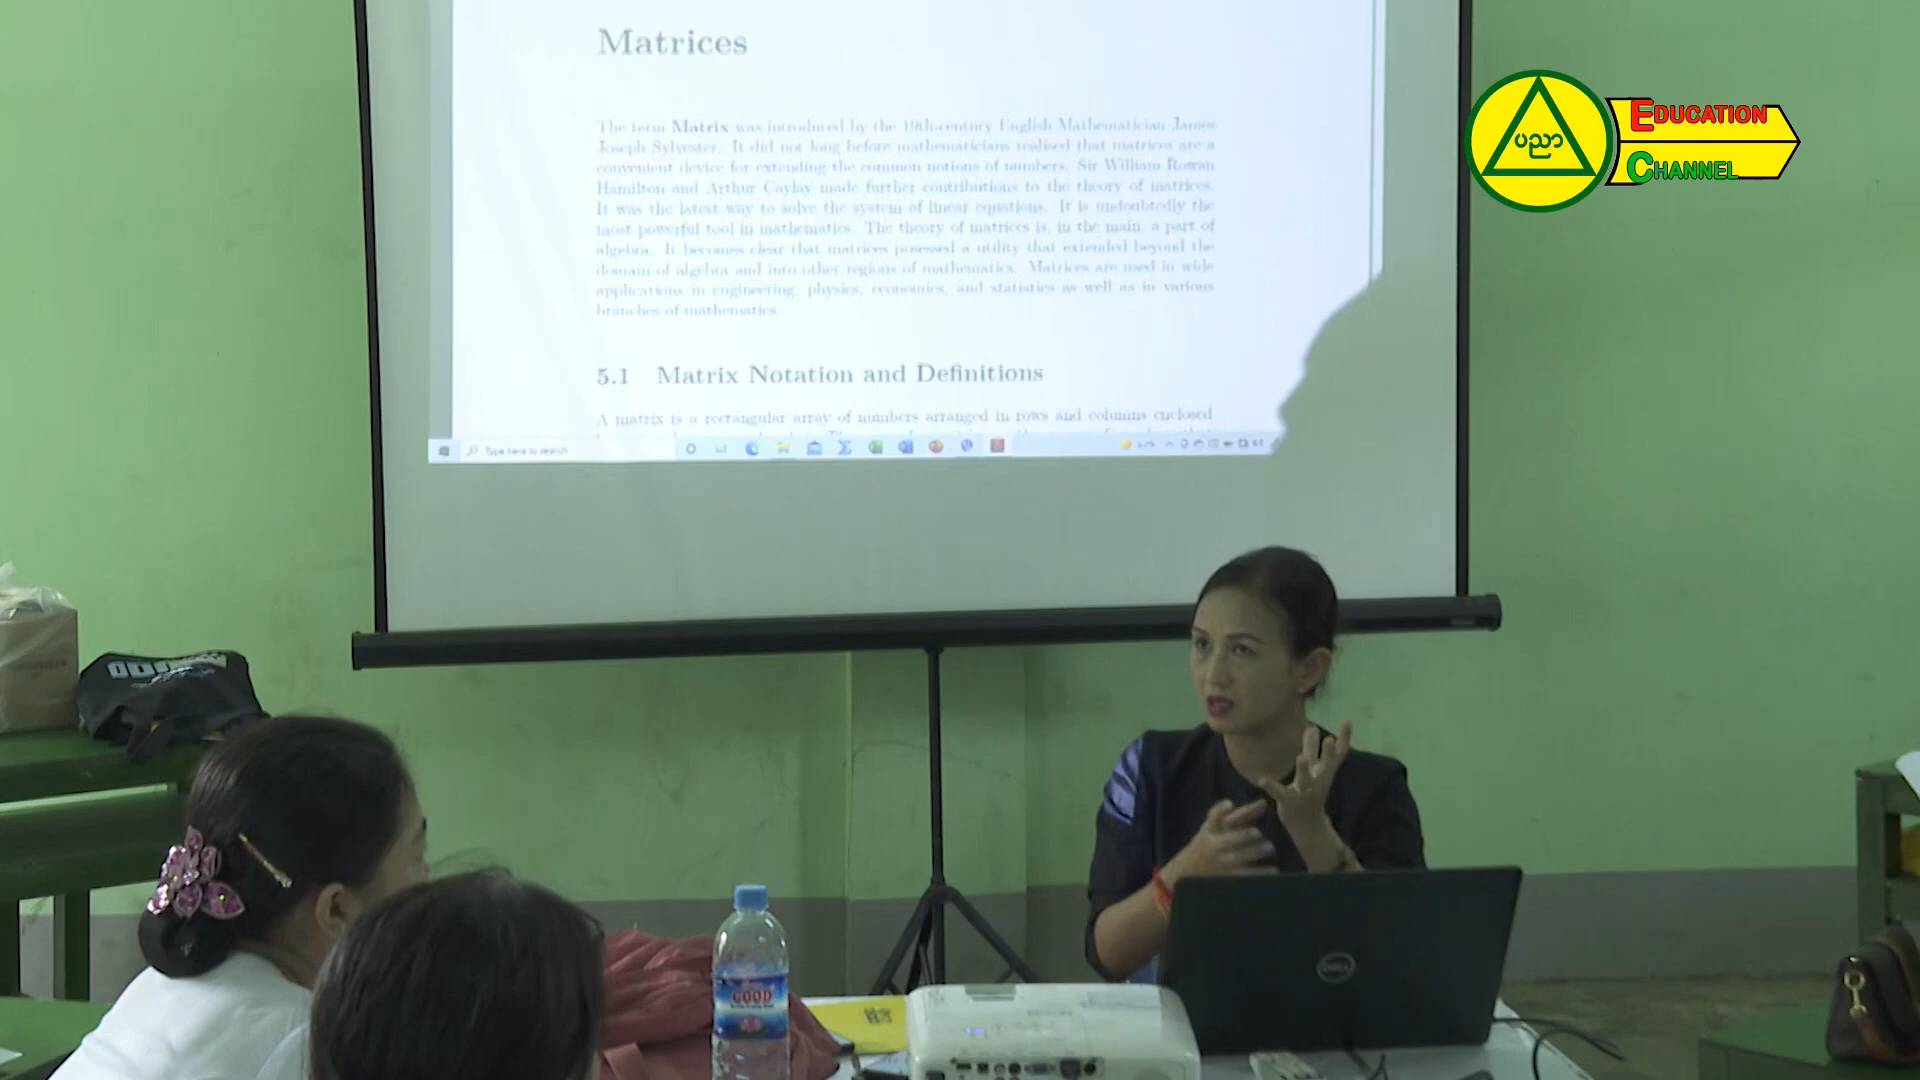 Matrices
The term Matrix was introduced by the 19th-century English Mathematician James
Joseph Sylvester. It did not long before mathematicians realised that matrices are a
convenient device for extending the common notions of numbers. Sir William Rowan
Hamilton and Arthur Caylay made further contributions to the theory of matrices.
It was the latest way to solve the system of linear equations. It is undoubtedly the
most powerful tool in mathematics. The theory of matrices is, in the main, a part of
algebra. It becomes clear that matrices posessed a utility that extended beyond the
domain of algebra and into other regions of mathematics. Matrices are used in wide
applications in engineering, physics, economics, and statistics as well as in various
branches of mathematics.
5.1 Matrix Notation and Definitions
A matrix is a rectangular array of numbers arranged in rows and columns enclosed
Type here to search
ပညာ
EDUCATION
CHANNEL
GOOD
DELL